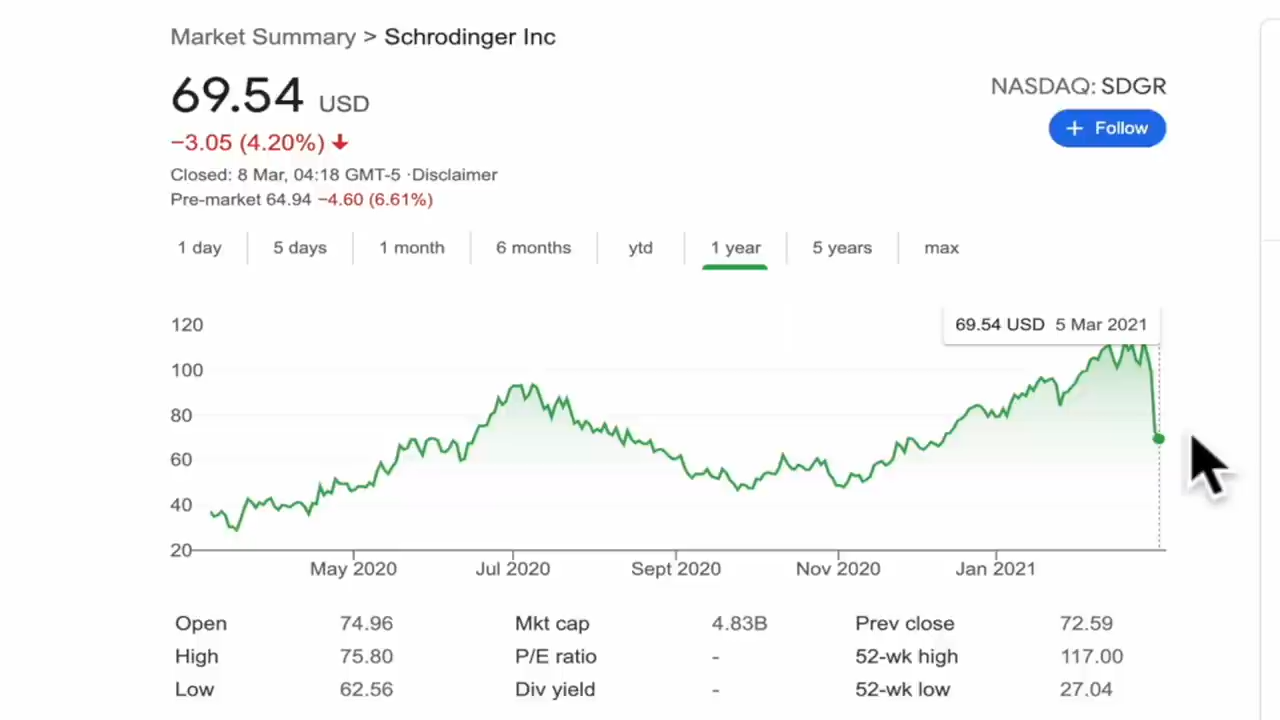 Market Summary > Schrodinger Inc
69.54 USD
NASDAQ: SDGR
−3.05 (4.20%)
+ Follow
Closed: 8 Mar, 04:18 GMT-5 ·Disclaimer
Pre-market 64.94 −4.60 (6.61%)
1 day 5 days 1 month 6 months ytd 1 year 5 years max
69.54 USD 5 Mar 2021
120
100
80
60
40
20
May 2020 Jul 2020 Sept 2020 Nov 2020 Jan 2021
Open 74.96 Mkt cap 4.83B Prev close 72.59
High 75.80 P/E ratio - 52-wk high 117.00
Low 62.56 Div yield - 52-wk low 27.04